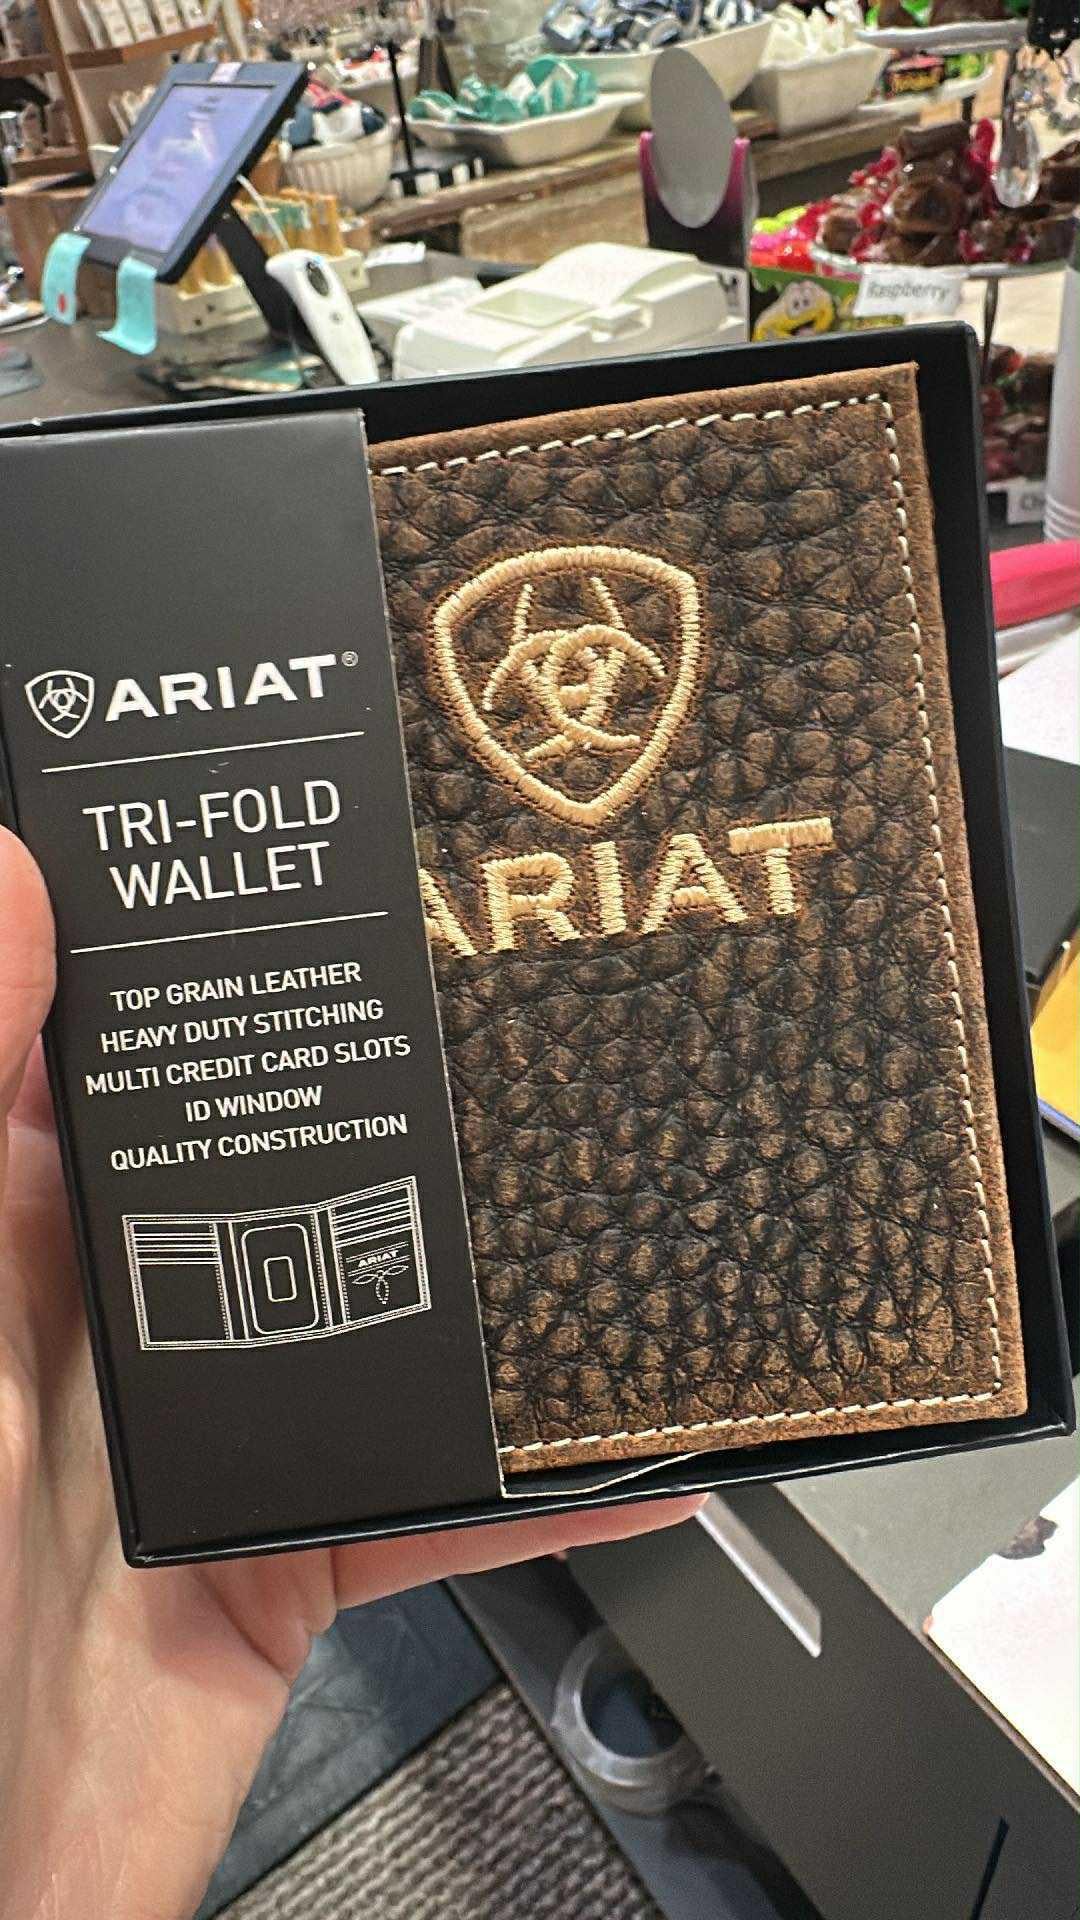 Raspberry
ARIAT®
TRI-FOLD
WALLET
TOP GRAIN LEATHER
HEAVY DUTY STITCHING
MULTI CREDIT CARD SLOTS
ID WINDOW
QUALITY CONSTRUCTION
ARIAT
ARIAT